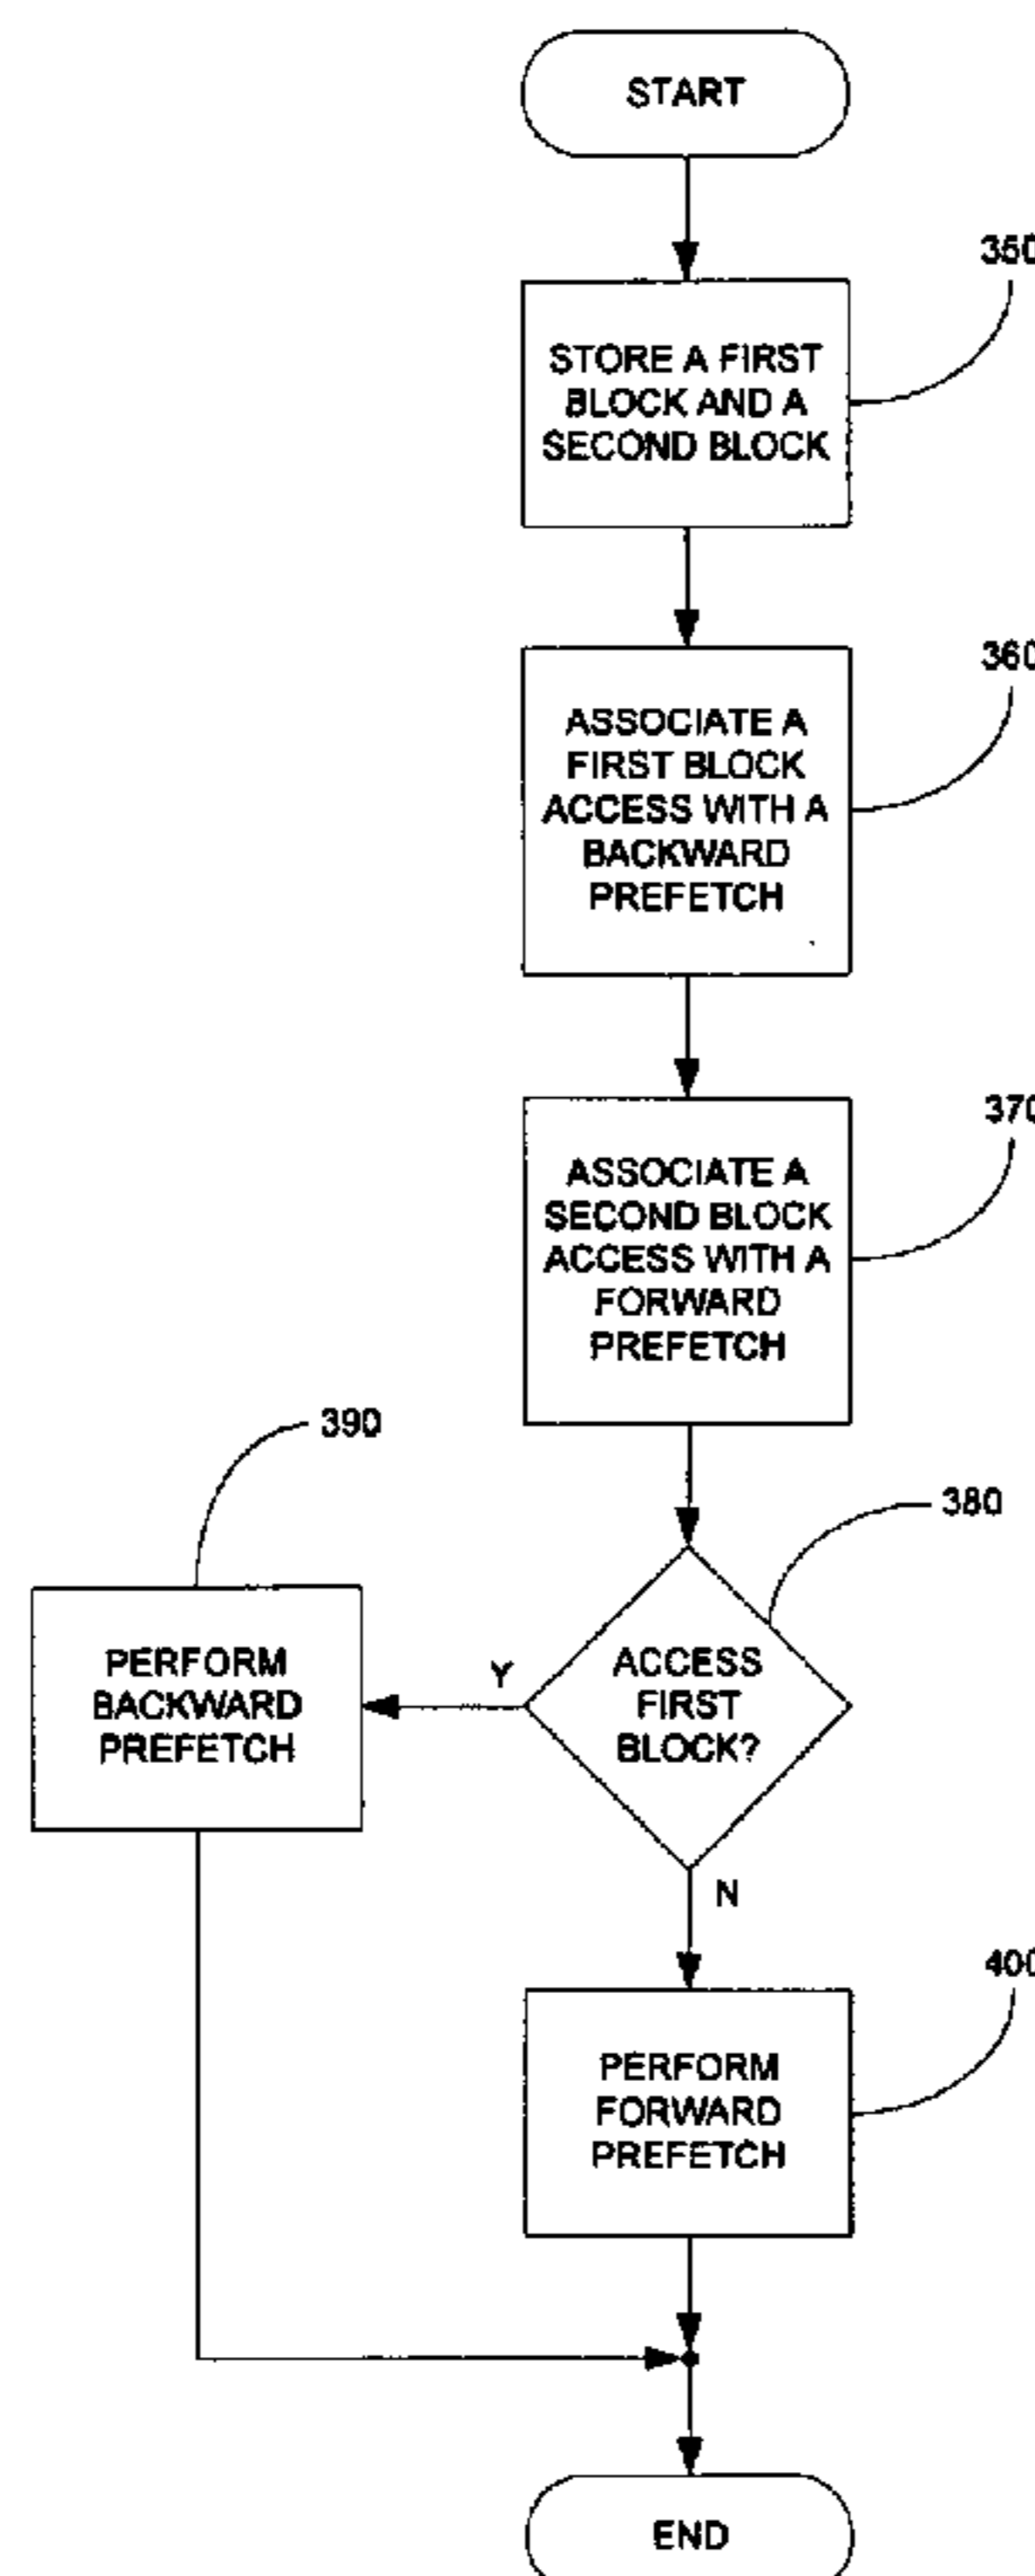 START
350
STORE A FIRST
BLOCK AND A
SECOND BLOCK
360
ASSOCIATE A
FIRST BLOCK
ACCESS WITH A
BACKWARD
PREFETCH
370
ASSOCIATE A
SECOND BLOCK
ACCESS WITH A
FORWARD
PREFETCH
390
380
PERFORM
BACKWARD
PREFETCH
Y
ACCESS
FIRST
BLOCK?
N
400
PERFORM
FORWARD
PREFETCH
END